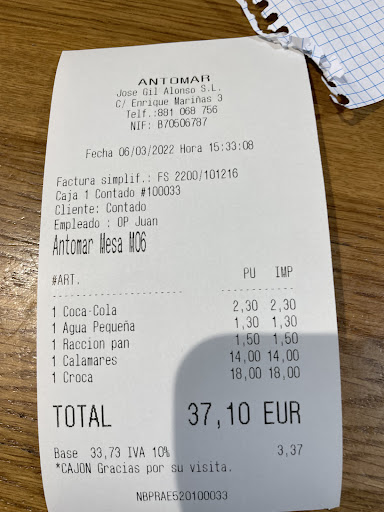 ANTOMAR
Jose Gil Alonso S.L.
C/ Enrique Mariñas 3
Telf.:881 068 756
NIF: B70506787
Fecha 06/03/2022 Hora 15:33:08
Factura simplif.: FS 2200/101216
Caja 1 Contado #100033
Cliente: Contado
Empleado : OP Juan
Antomar Mesa M06
#ART. PU IMP
1 Coca-Cola 2,30 2,30
1 Agua Pequeña 1,30 1,30
1 Raccion pan 1,50 1,50
1 Calamares 14,00 14,00
1 Croca 18,00 18,00
TOTAL 37,10 EUR
Base 33,73 IVA 10% 3,37
*CAJON Gracias por su visita.
NBPRAE520100033